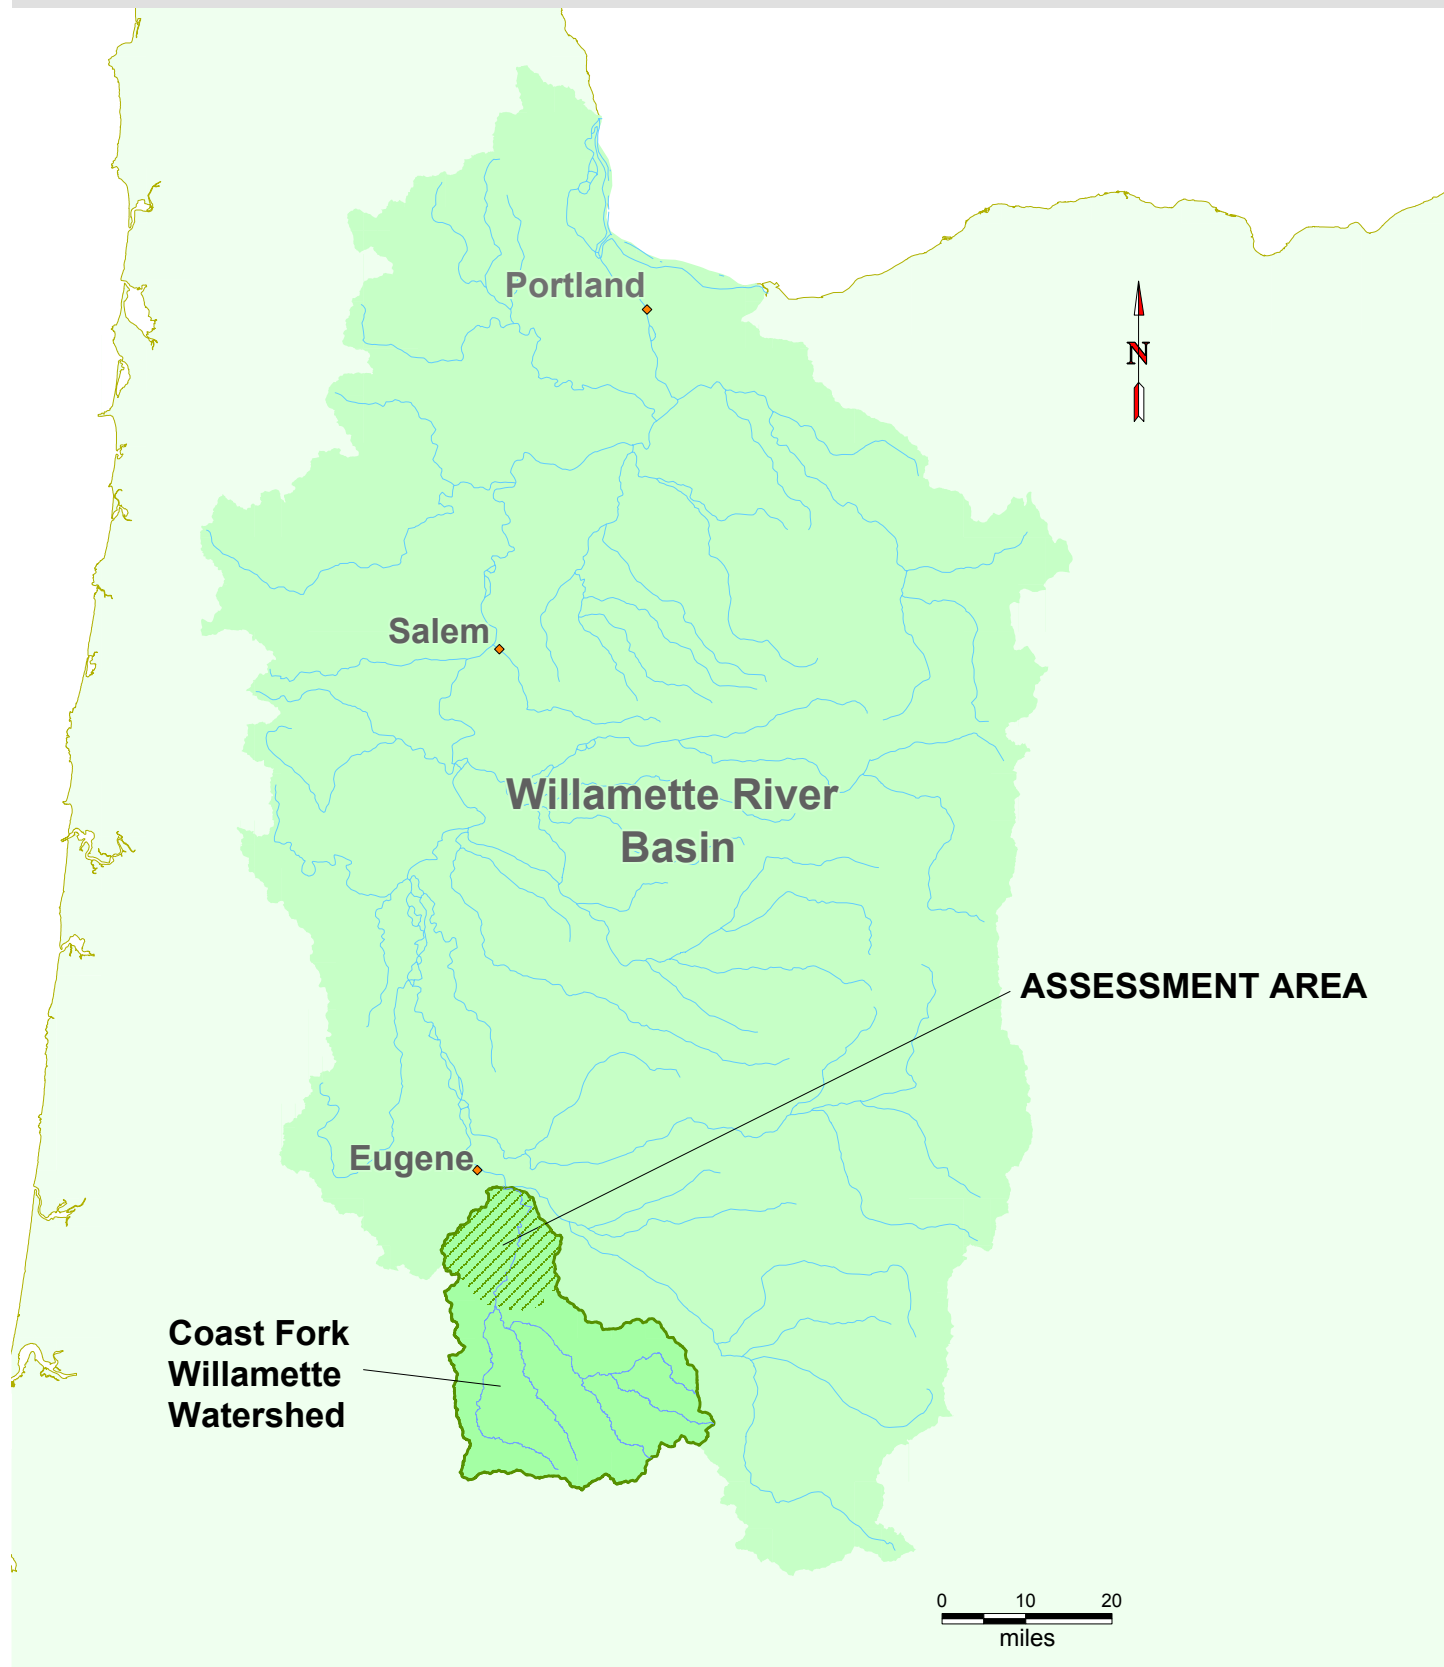 Portland
N
Salem
Willamette River
Basin
ASSESSMENT AREA
Eugene
Coast Fork
Willamette
Watershed
0 10 20
miles